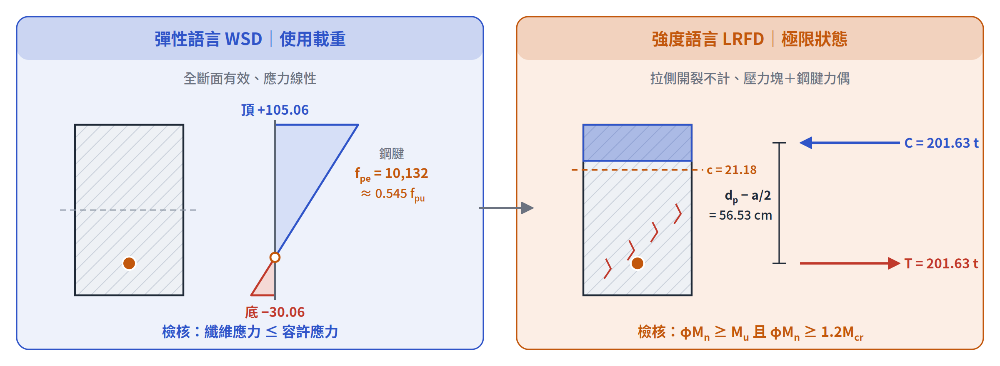 彈性語言 WSD｜使用載重
全斷面有效、應力線性
頂 +105.06
鋼腱
fpe = 10,132
≈ 0.545 fpu
底 −30.06
檢核：纖維應力 ≤ 容許應力
強度語言 LRFD｜極限狀態
拉側開裂不計、壓力塊＋鋼腱力偶
C = 201.63 t
c = 21.18
dp − a/2
= 56.53 cm
T = 201.63 t
檢核：φMn ≥ Mu 且 φMn ≥ 1.2Mcr